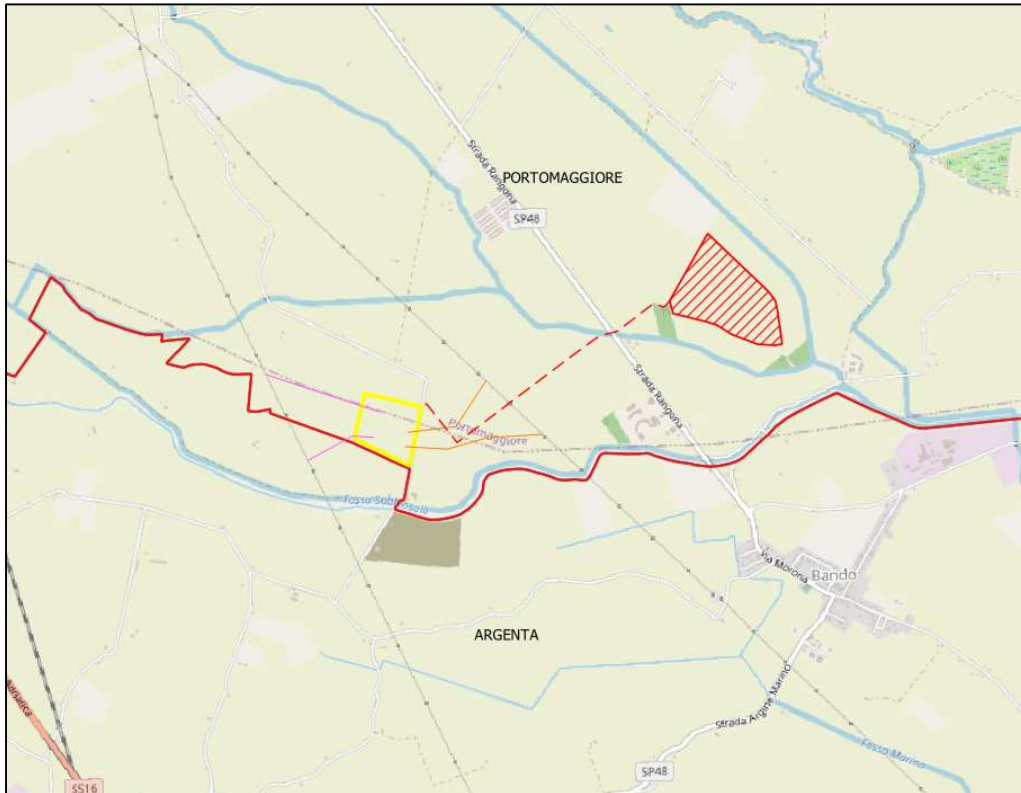 Strada Rangona
PORTOMAGGIORE
SP48
Strada Rangona
Portomaggiore
Fossa Sabbiosola
Via Morona
Bando
ARGENTA
Adriatica
Strada Argine Marino
Fossa Marina
SP48
SS16